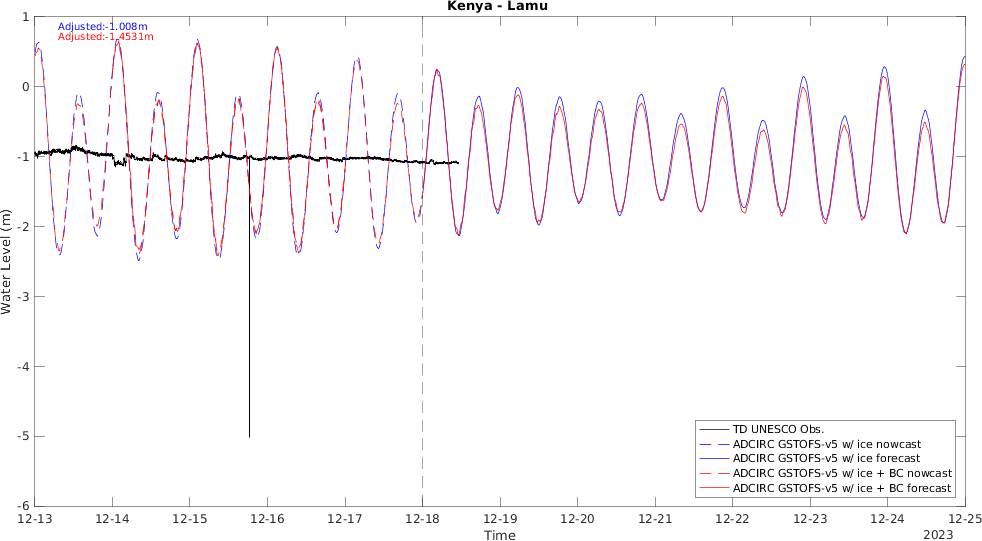 Kenya - Lamu
Adjusted:-1.008m
Adjusted:-1.4531m
Water Level (m)
1
0
-1
-2
-3
-4
-5
-6
12-13 12-14 12-15 12-16 12-17 12-18 12-19 12-20 12-21 12-22 12-23 12-24 12-25
Time
2023
TD UNESCO Obs.
ADCIRC GSTOFS-v5 w/ ice nowcast
ADCIRC GSTOFS-v5 w/ ice forecast
ADCIRC GSTOFS-v5 w/ ice + BC nowcast
ADCIRC GSTOFS-v5 w/ ice + BC forecast